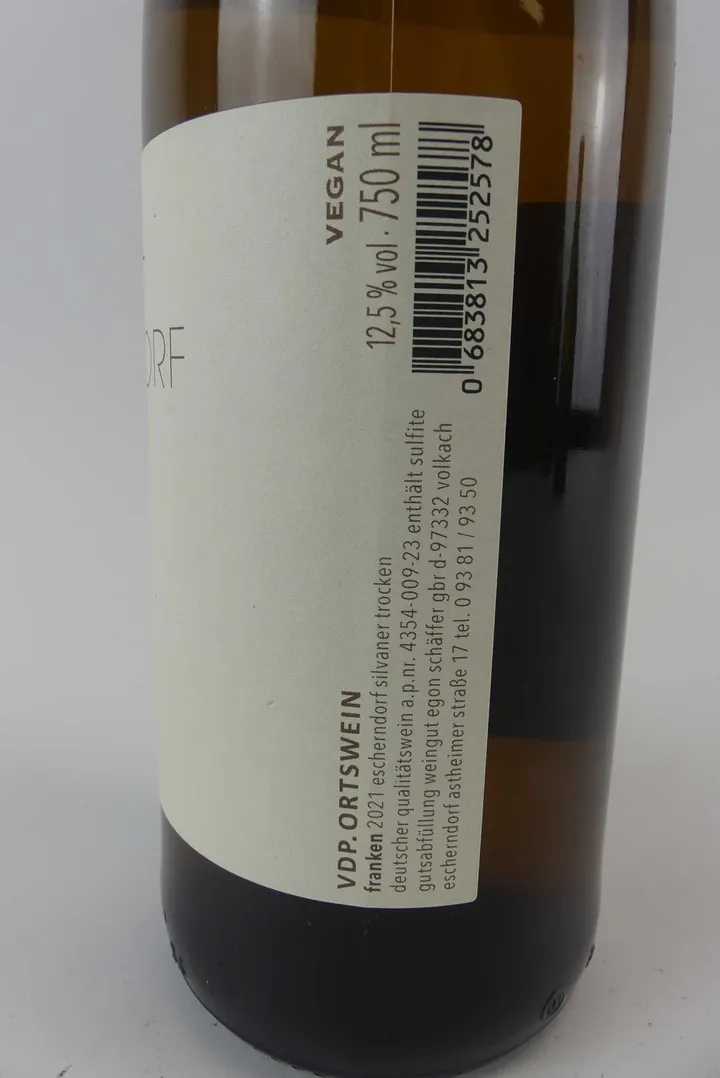 ORF
VEGAN
12,5 % vol · 750 ml
0 683813 252578
VDP.ORTSWEIN
franken 2021 escherndorf silvaner trocken
deutscher qualitätswein a.p.nr. 4354-009-23 enthält sulfite
gutsabfüllung weingut egon schäffer gbr d-97332 volkach
escherndorf astheimer straße 17 tel. 0 93 81 / 93 50